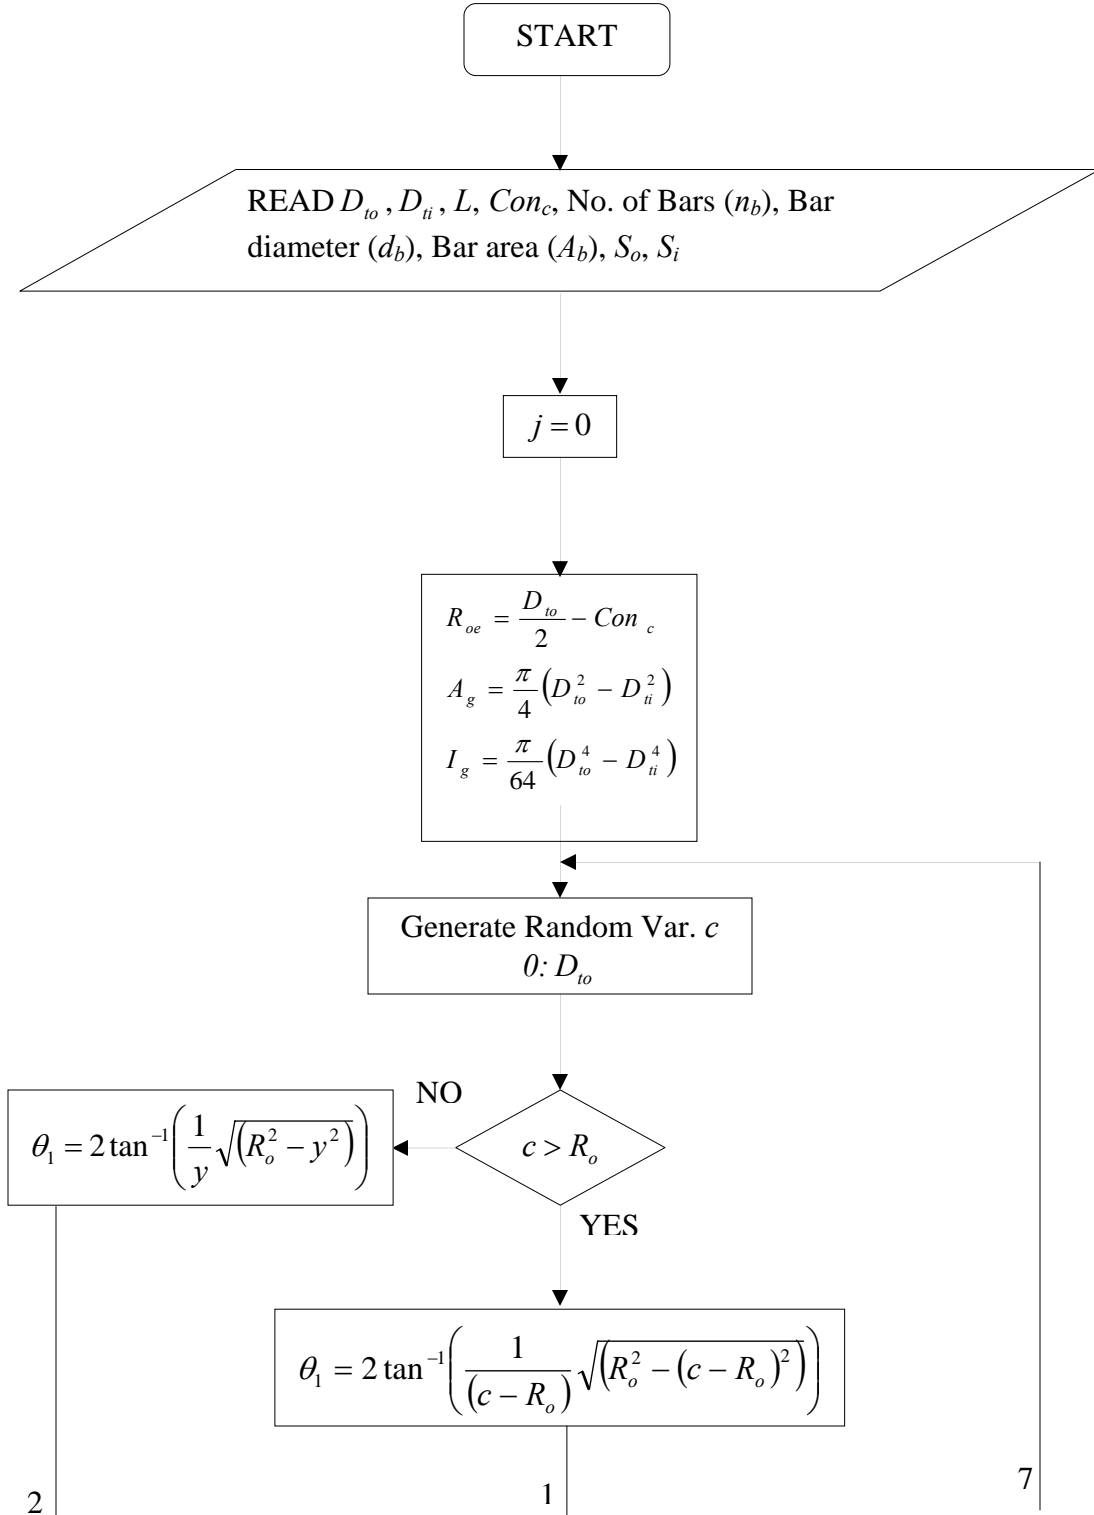 START
READ D_to , D_ti , L, Con_c, No. of Bars (n_b), Bar
diameter (d_b), Bar area (A_b), S_o, S_i
j = 0
R_oe = D_to/2 − Con_c
A_g = π/4 (D_to^2 − D_ti^2)
I_g = π/64 (D_to^4 − D_ti^4)
Generate Random Var. c
0: D_to
NO
θ_1 = 2 tan^−1( 1/y √(R_o^2 − y^2) )
c > R_o
YES
θ_1 = 2 tan^−1( 1/(c − R_o) √(R_o^2 − (c − R_o)^2) )
2
1
7